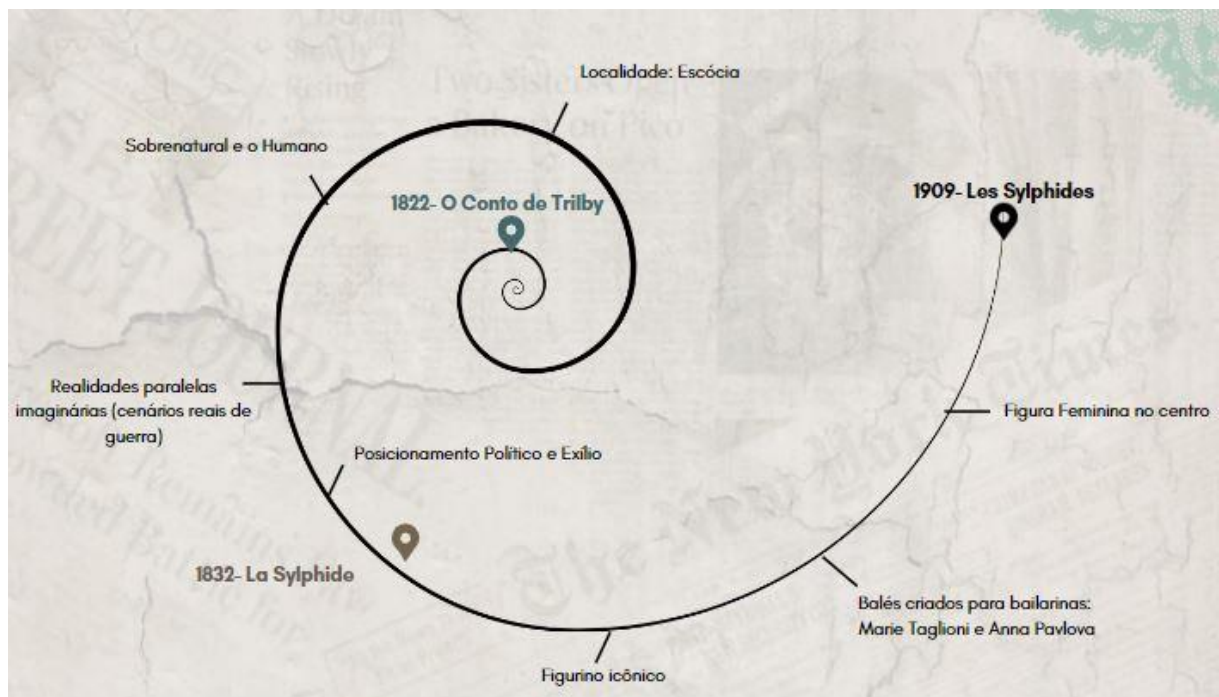 Localidade: Escócia
Sobrenatural e o Humano
1822- O Conto de Trilby
1909- Les Sylphides
Realidades paralelas
imaginárias (cenários reais de
guerra)
Figura Feminina no centro
Posicionamento Político e Exílio
1832- La Sylphide
Balés criados para bailarinas:
Marie Taglioni e Anna Pavlova
Figurino icônico